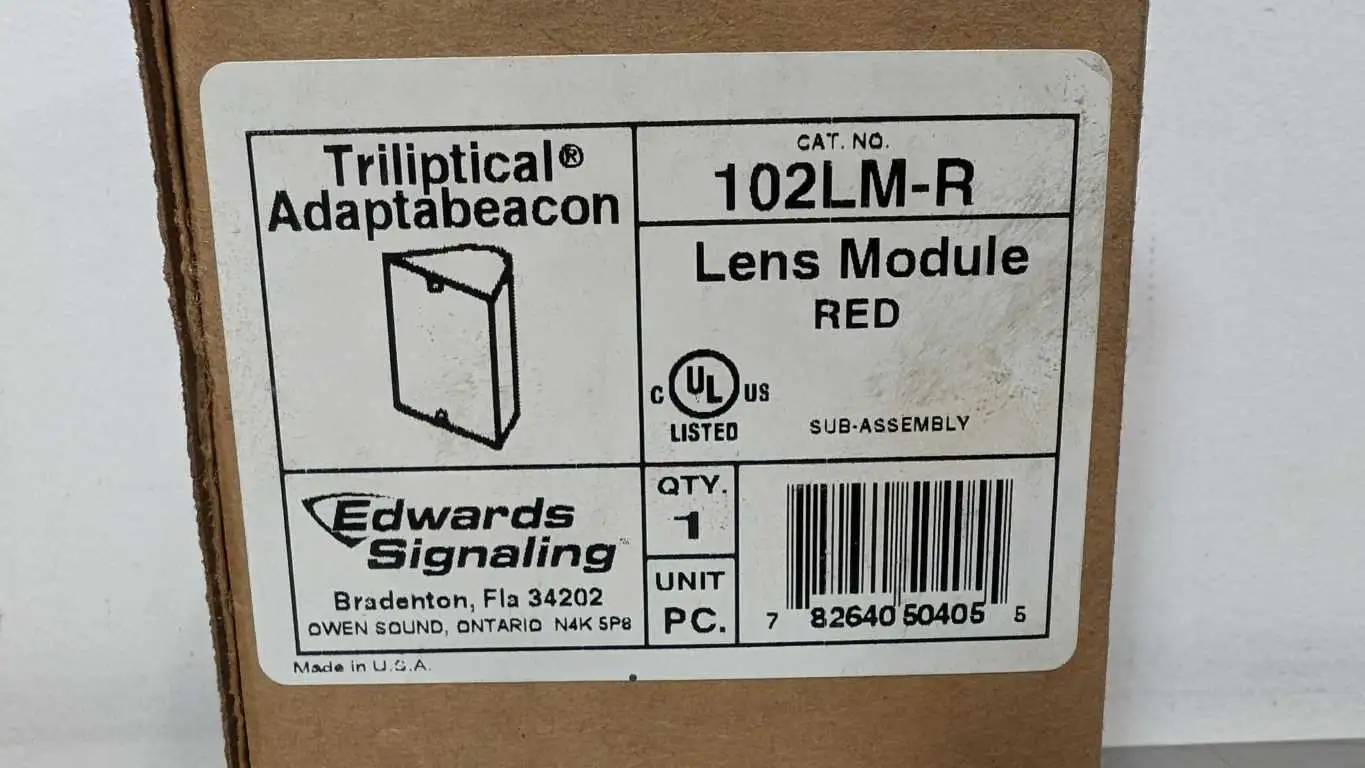 Triliptical®
Adaptabeacon
CAT. NO.
102LM-R
Lens Module
RED
C UL US
LISTED
SUB-ASSEMBLY
Edwards
Signaling™
Bradenton, Fla 34202
OWEN SOUND, ONTARIO N4K 5P8
QTY.
1
UNIT
PC.
7 82640 50405 5
Made in U.S.A.